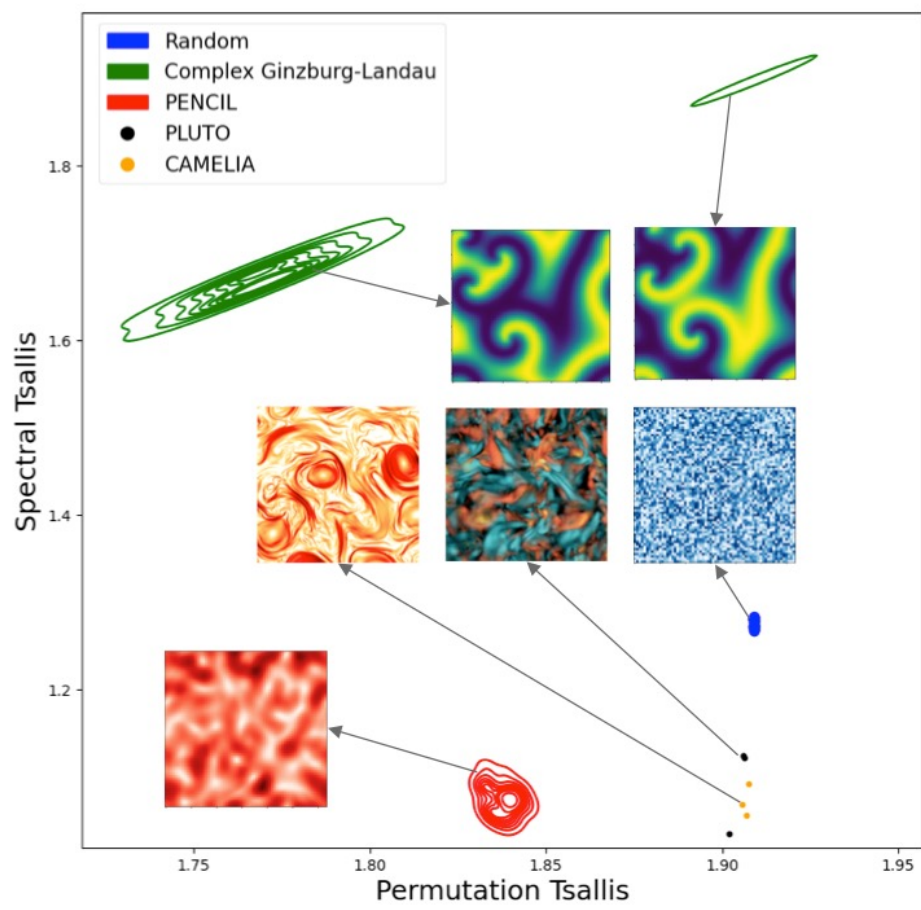 Random
Complex Ginzburg-Landau
PENCIL
PLUTO
CAMELIA
Spectral Tsallis
1.8
1.6
1.4
1.2
1.75
1.80
1.85
1.90
1.95
Permutation Tsallis